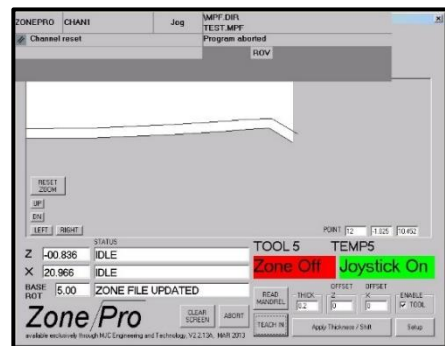 ZONEPRO CHAN1 Jog \MPF.DIR
TEST.MPF
Channel reset Program aborted
ROV
RESET
ZOOM
UP
DN
LEFT RIGHT
POINT 12 -1.825 10.452
STATUS
TOOL 5 TEMP5
Z -00.836 IDLE
Zone Off Joystick On
X 20.966 IDLE
BASE
ROT 5.00 ZONE FILE UPDATED
READ
MANDREL
THICK
0.2
OFFSET
Z
0
OFFSET
X
0
ENABLE
TOOL
Zone/Pro
CLEAR
SCREEN
ABORT
TEACH IN
Apply Thickness / Shift
Setup
available exclusively through MJC Engineering and Technology, V2.2.13A, MAR 2013